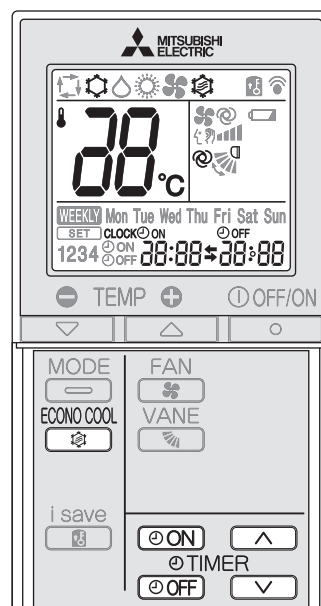 MITSUBISHI
ELECTRIC
88°C
WEEKLY Mon Tue Wed Thu Fri Sat Sun
SET CLOCK ON OFF
1234 ON OFF 88:88 88:88
TEMP OFF/ON
MODE FAN
ECONO COOL VANE
i save
ON
TIMER
OFF